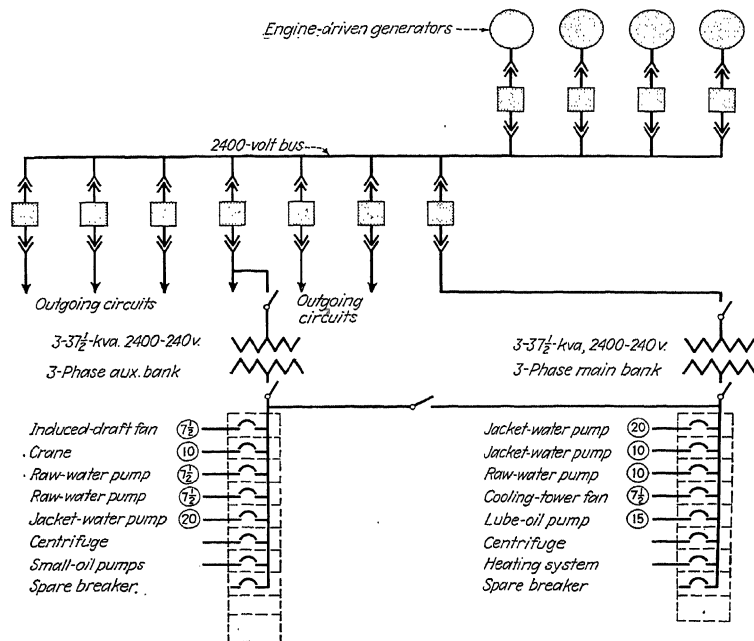 Engine-driven generators
2400-volt bus
Outgoing circuits
Outgoing
circuits
3-37½-kva. 2400-240v.
3-Phase aux. bank
3-37½-kva, 2400-240v.
3-Phase main bank
Induced-draft fan 7½
Crane 10
Raw-water pump 7½
Raw-water pump 7½
Jacket-water pump 20
Centrifuge
Small-oil pumps
Spare breaker.
Jacket-water pump 20
Jacket-water pump 10
Raw-water pump 10
Cooling-tower fan 7½
Lube-oil pump 15
Centrifuge
Heating system
Spare breaker